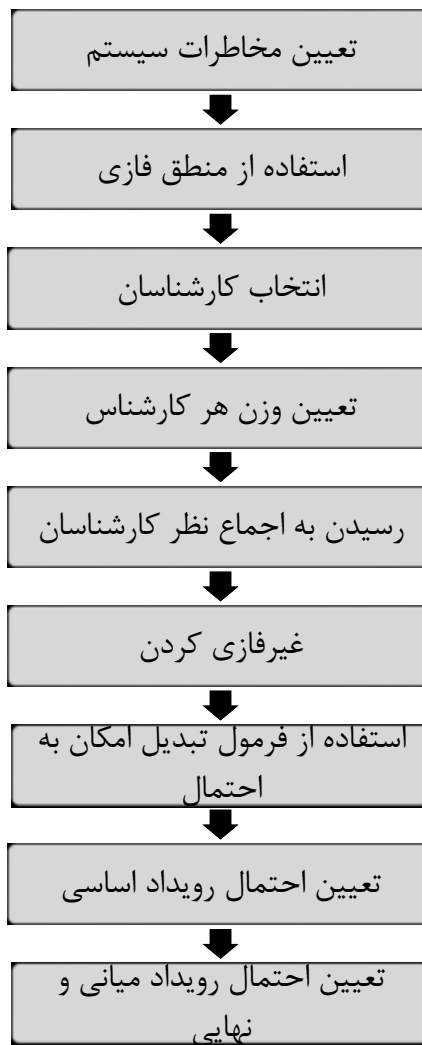 تعیین مخاطرات سیستم
استفاده از منطق فازی
انتخاب کارشناسان
تعیین وزن هر کارشناس
رسیدن به اجماع نظر کارشناسان
غیرفازی کردن
استفاده از فرمول تبدیل امکان به
احتمال
تعیین احتمال رویداد اساسی
تعیین احتمال رویداد میانی و
نهایی